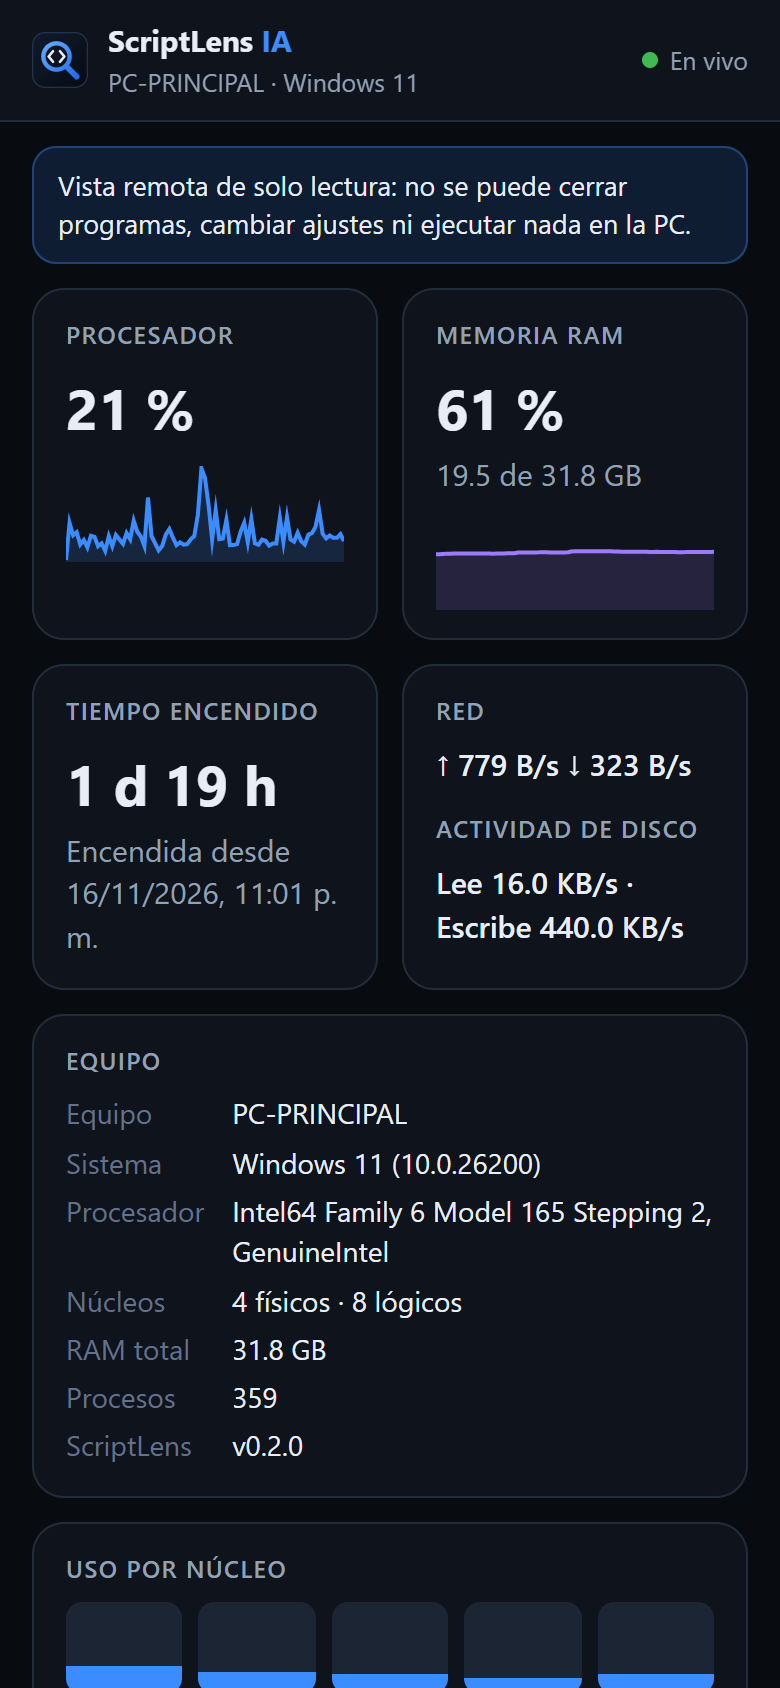 ScriptLens IA
PC-PRINCIPAL · Windows 11
En vivo
Vista remota de solo lectura: no se puede cerrar
programas, cambiar ajustes ni ejecutar nada en la PC.
PROCESADOR
21 %
MEMORIA RAM
61 %
19.5 de 31.8 GB
TIEMPO ENCENDIDO
1 d 19 h
Encendida desde
16/11/2026, 11:01 p.
m.
RED
↑ 779 B/s ↓ 323 B/s
ACTIVIDAD DE DISCO
Lee 16.0 KB/s ·
Escribe 440.0 KB/s
EQUIPO
Equipo PC-PRINCIPAL
Sistema Windows 11 (10.0.26200)
Procesador Intel64 Family 6 Model 165 Stepping 2,
GenuineIntel
Núcleos 4 físicos · 8 lógicos
RAM total 31.8 GB
Procesos 359
ScriptLens v0.2.0
USO POR NÚCLEO